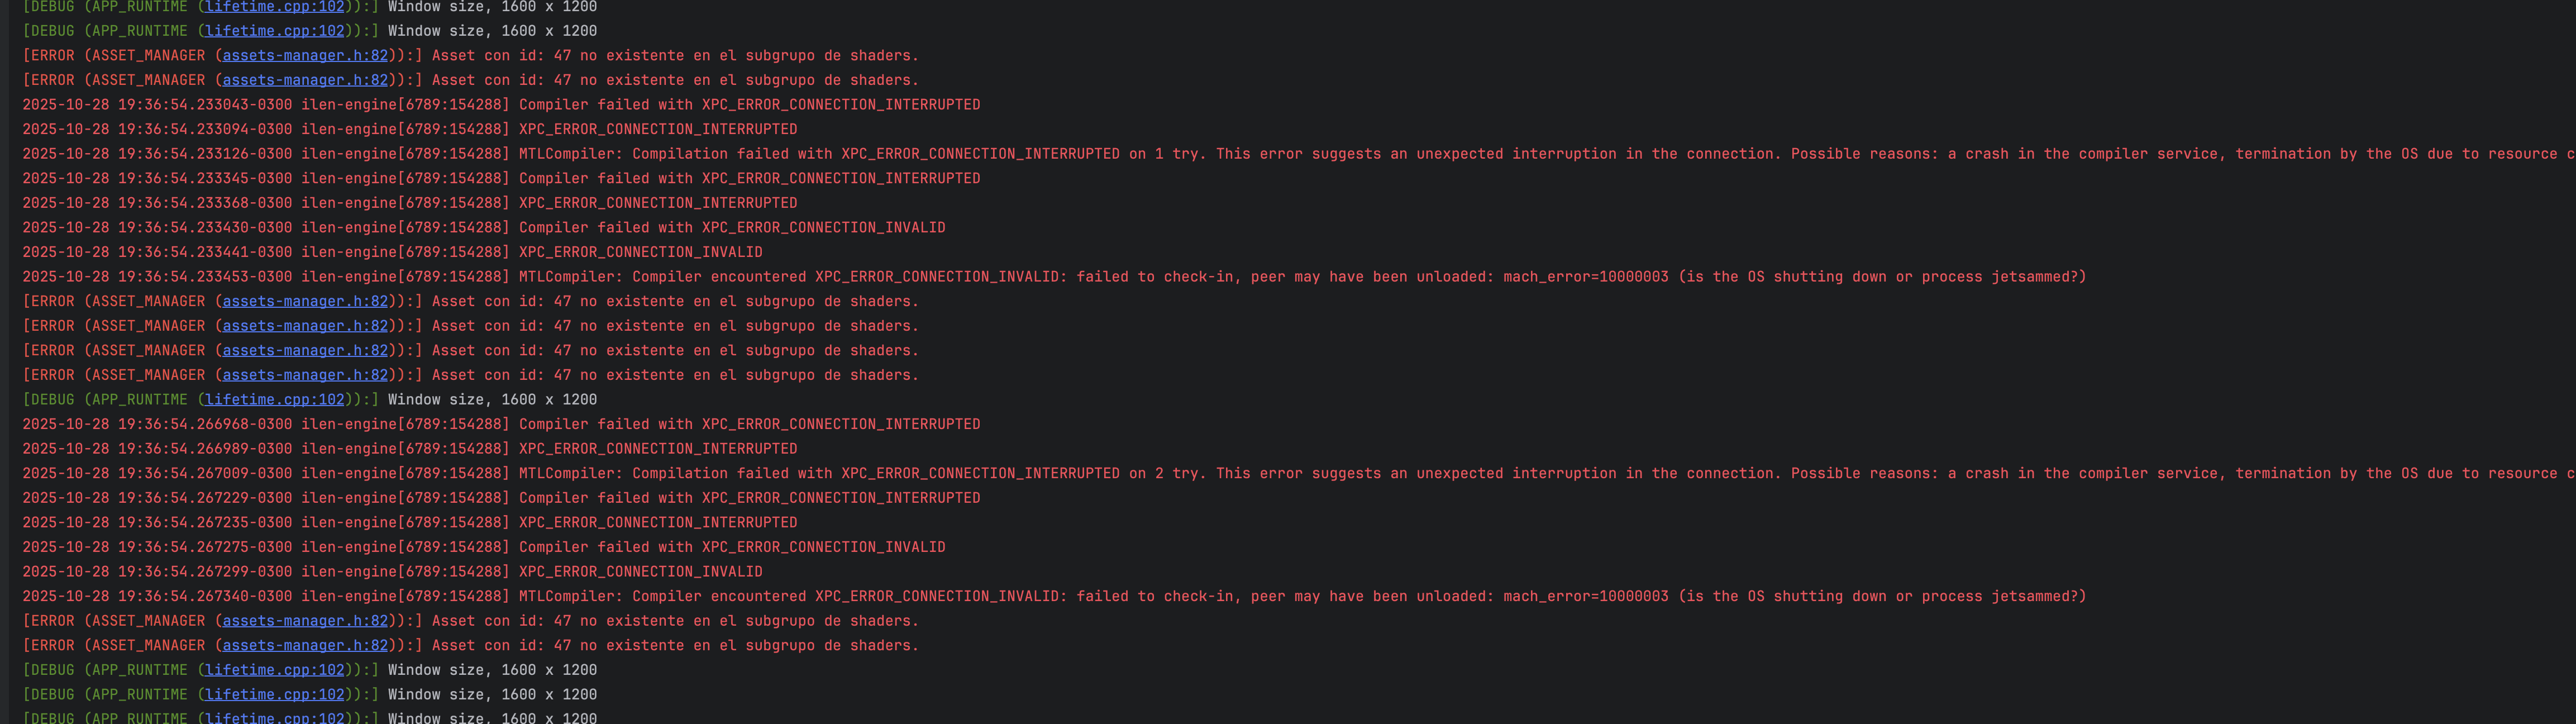 [DEBUG (APP_RUNTIME (lifetime.cpp:102)):] Window size, 1600 x 1200
[DEBUG (APP_RUNTIME (lifetime.cpp:102)):] Window size, 1600 x 1200
[ERROR (ASSET_MANAGER (assets-manager.h:82)):] Asset con id: 47 no existente en el subgrupo de shaders.
[ERROR (ASSET_MANAGER (assets-manager.h:82)):] Asset con id: 47 no existente en el subgrupo de shaders.
2025-10-28 19:36:54.233043-0300 ilen-engine[6789:154288] Compiler failed with XPC_ERROR_CONNECTION_INTERRUPTED
2025-10-28 19:36:54.233094-0300 ilen-engine[6789:154288] XPC_ERROR_CONNECTION_INTERRUPTED
2025-10-28 19:36:54.233126-0300 ilen-engine[6789:154288] MTLCompiler: Compilation failed with XPC_ERROR_CONNECTION_INTERRUPTED on 1 try. This error suggests an unexpected interruption in the connection. Possible reasons: a crash in the compiler service, termination by the OS due to resource c
2025-10-28 19:36:54.233345-0300 ilen-engine[6789:154288] Compiler failed with XPC_ERROR_CONNECTION_INTERRUPTED
2025-10-28 19:36:54.233368-0300 ilen-engine[6789:154288] XPC_ERROR_CONNECTION_INTERRUPTED
2025-10-28 19:36:54.233430-0300 ilen-engine[6789:154288] Compiler failed with XPC_ERROR_CONNECTION_INVALID
2025-10-28 19:36:54.233441-0300 ilen-engine[6789:154288] XPC_ERROR_CONNECTION_INVALID
2025-10-28 19:36:54.233453-0300 ilen-engine[6789:154288] MTLCompiler: Compiler encountered XPC_ERROR_CONNECTION_INVALID: failed to check-in, peer may have been unloaded: mach_error=10000003 (is the OS shutting down or process jetsammed?)
[ERROR (ASSET_MANAGER (assets-manager.h:82)):] Asset con id: 47 no existente en el subgrupo de shaders.
[ERROR (ASSET_MANAGER (assets-manager.h:82)):] Asset con id: 47 no existente en el subgrupo de shaders.
[ERROR (ASSET_MANAGER (assets-manager.h:82)):] Asset con id: 47 no existente en el subgrupo de shaders.
[ERROR (ASSET_MANAGER (assets-manager.h:82)):] Asset con id: 47 no existente en el subgrupo de shaders.
[DEBUG (APP_RUNTIME (lifetime.cpp:102)):] Window size, 1600 x 1200
2025-10-28 19:36:54.266968-0300 ilen-engine[6789:154288] Compiler failed with XPC_ERROR_CONNECTION_INTERRUPTED
2025-10-28 19:36:54.266989-0300 ilen-engine[6789:154288] XPC_ERROR_CONNECTION_INTERRUPTED
2025-10-28 19:36:54.267009-0300 ilen-engine[6789:154288] MTLCompiler: Compilation failed with XPC_ERROR_CONNECTION_INTERRUPTED on 2 try. This error suggests an unexpected interruption in the connection. Possible reasons: a crash in the compiler service, termination by the OS due to resource c
2025-10-28 19:36:54.267229-0300 ilen-engine[6789:154288] Compiler failed with XPC_ERROR_CONNECTION_INTERRUPTED
2025-10-28 19:36:54.267235-0300 ilen-engine[6789:154288] XPC_ERROR_CONNECTION_INTERRUPTED
2025-10-28 19:36:54.267275-0300 ilen-engine[6789:154288] Compiler failed with XPC_ERROR_CONNECTION_INVALID
2025-10-28 19:36:54.267299-0300 ilen-engine[6789:154288] XPC_ERROR_CONNECTION_INVALID
2025-10-28 19:36:54.267340-0300 ilen-engine[6789:154288] MTLCompiler: Compiler encountered XPC_ERROR_CONNECTION_INVALID: failed to check-in, peer may have been unloaded: mach_error=10000003 (is the OS shutting down or process jetsammed?)
[ERROR (ASSET_MANAGER (assets-manager.h:82)):] Asset con id: 47 no existente en el subgrupo de shaders.
[ERROR (ASSET_MANAGER (assets-manager.h:82)):] Asset con id: 47 no existente en el subgrupo de shaders.
[DEBUG (APP_RUNTIME (lifetime.cpp:102)):] Window size, 1600 x 1200
[DEBUG (APP_RUNTIME (lifetime.cpp:102)):] Window size, 1600 x 1200
[DEBUG (APP_RUNTIME (lifetime.cpp:102)):] Window size, 1600 x 1200